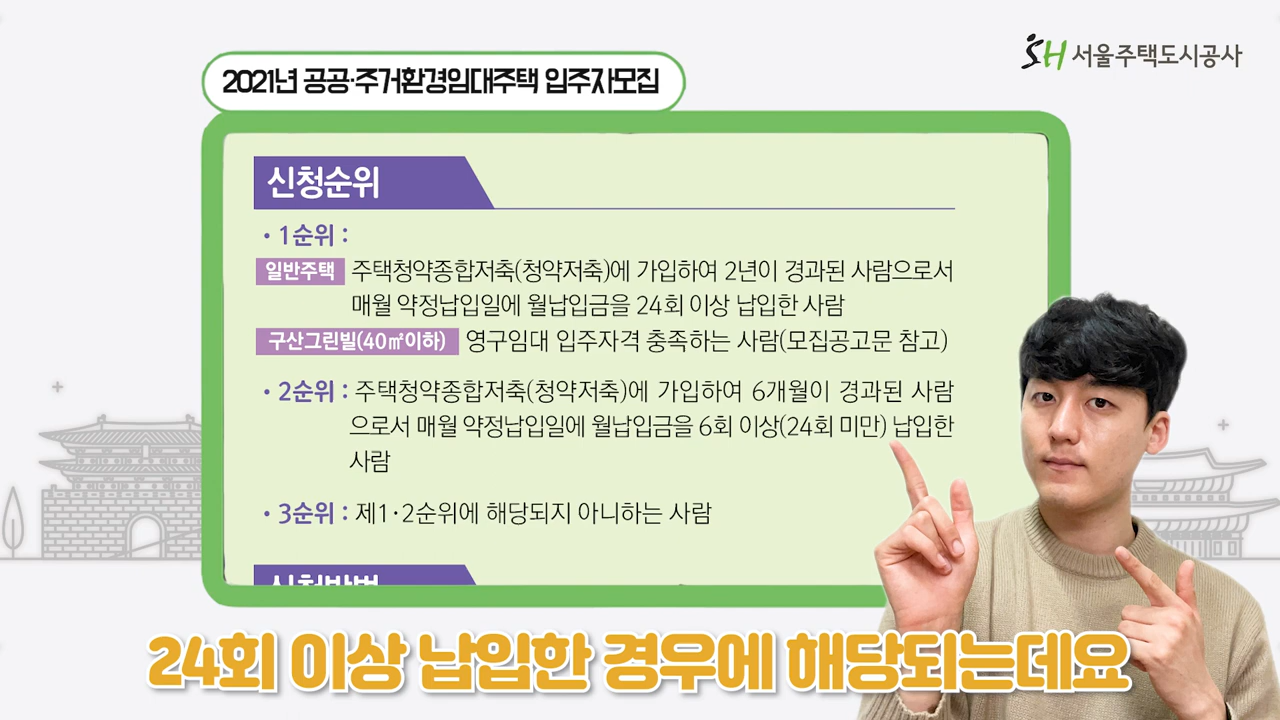 SH 서울주택도시공사
2021년 공공·주거환경임대주택 입주자모집
신청순위
• 1순위 :
일반주택 주택청약종합저축(청약저축)에 가입하여 2년이 경과된 사람으로서
매월 약정납입일에 월납입금을 24회 이상 납입한 사람
구산그린빌(40㎡이하) 영구임대 입주자격 충족하는 사람(모집공고문 참고)
• 2순위 : 주택청약종합저축(청약저축)에 가입하여 6개월이 경과된 사람
으로서 매월 약정납입일에 월납입금을 6회 이상(24회 미만) 납입한
사람
• 3순위 : 제1·2순위에 해당되지 아니하는 사람
24회 이상 납입한 경우에 해당되는데요